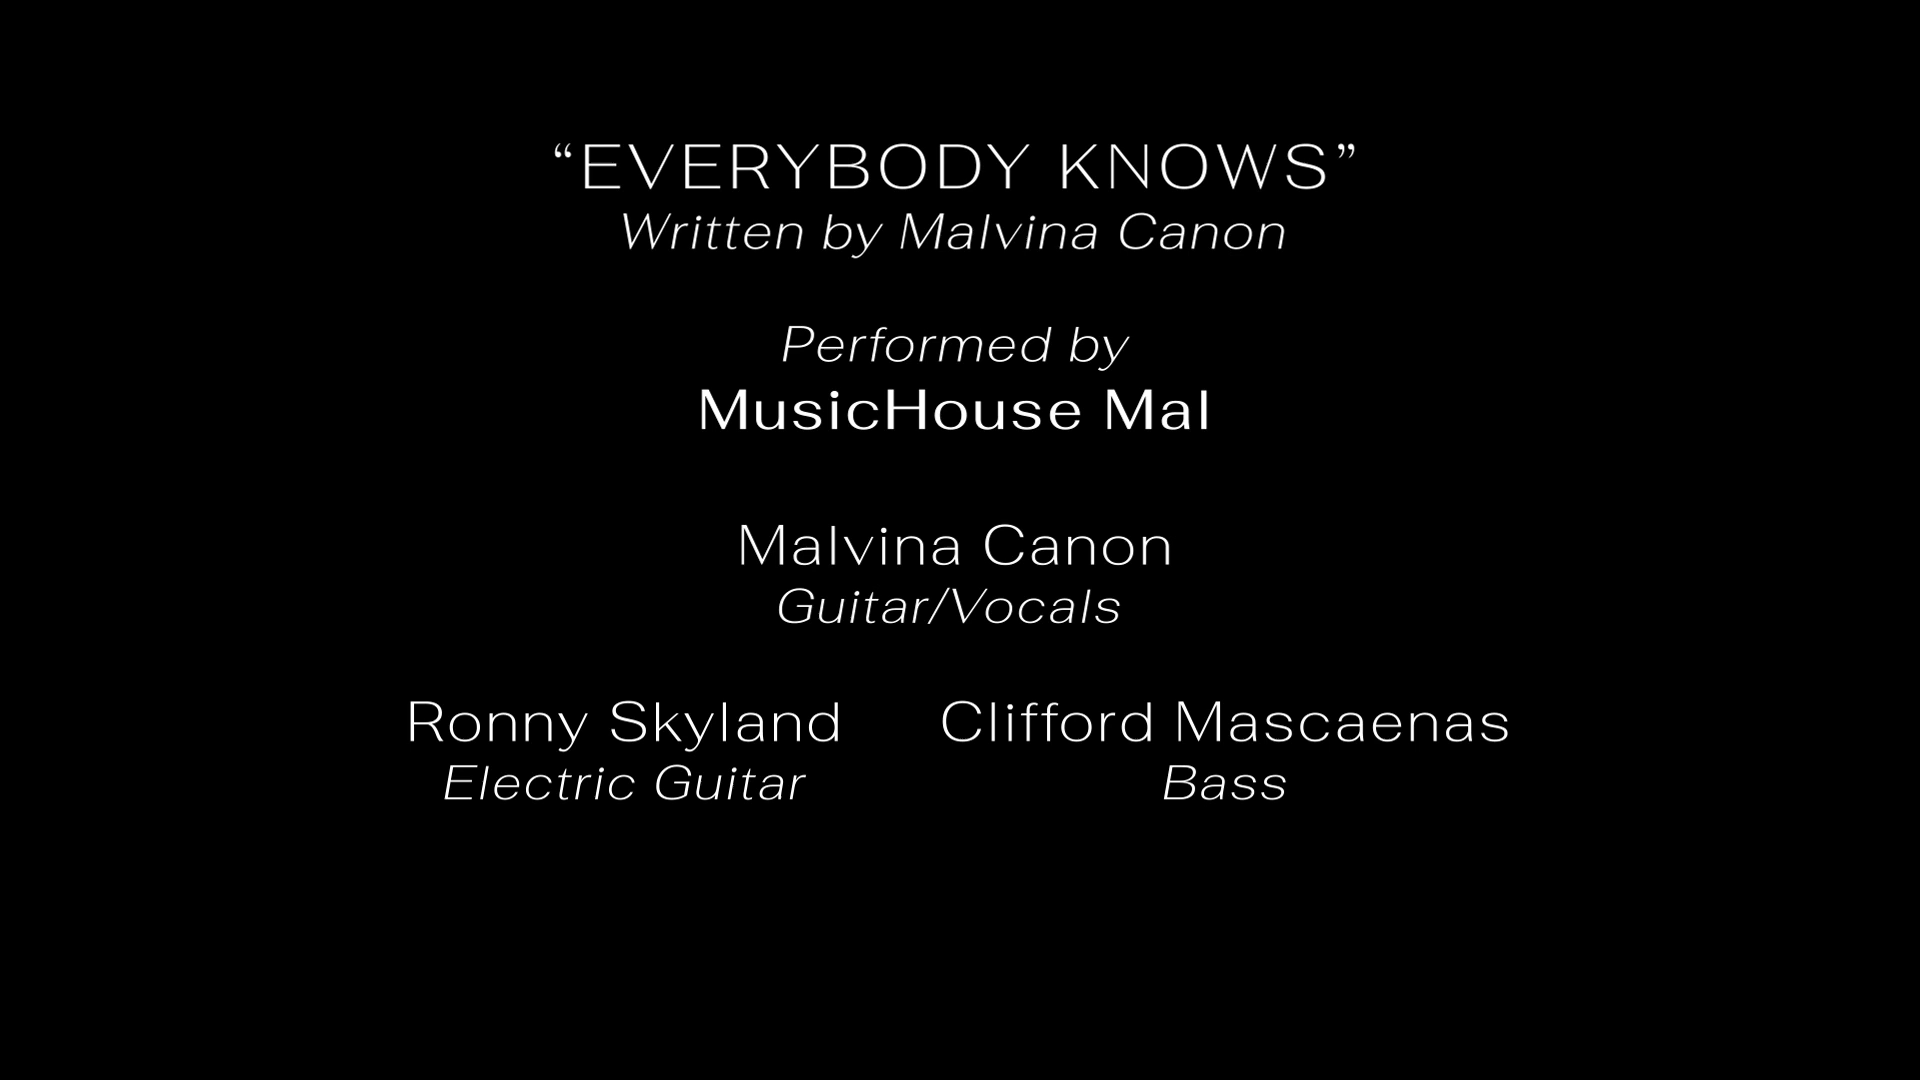 “EVERYBODY KNOWS”
Written by Malvina Canon
Performed by
MusicHouse Mal
Malvina Canon
Guitar/Vocals
Ronny Skyland
Electric Guitar
Clifford Mascaenas
Bass